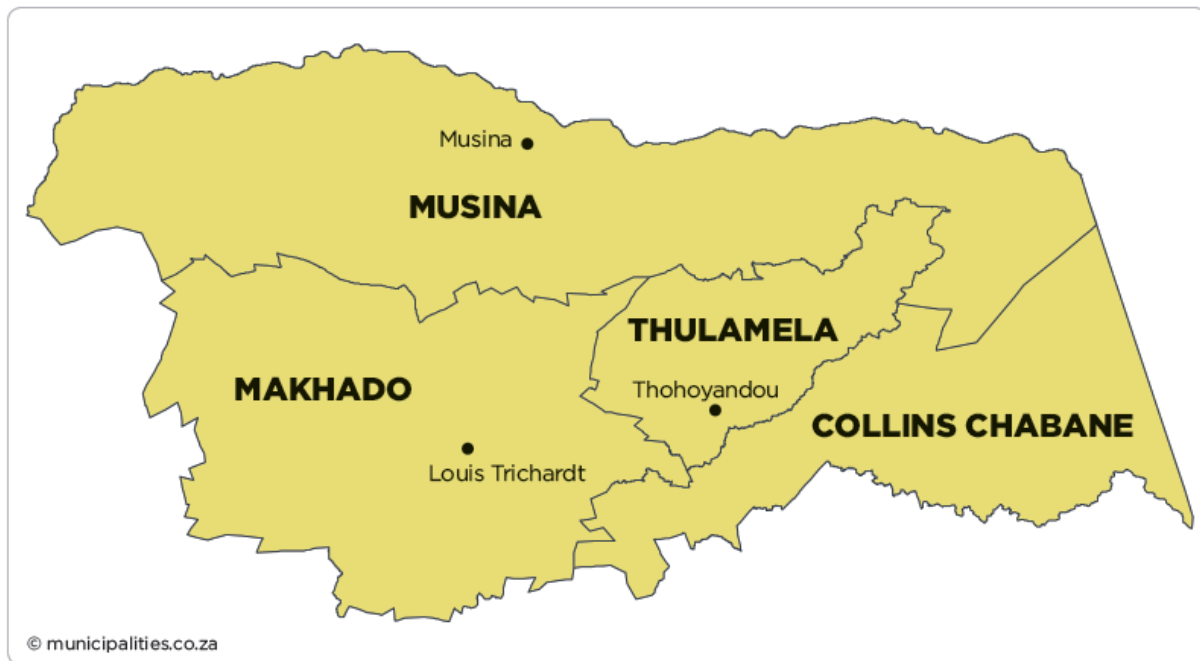 Musina
MUSINA
THULAMELA
MAKHADO
Thohoyandou
COLLINS CHABANE
Louis Trichardt
© municipalities.co.za